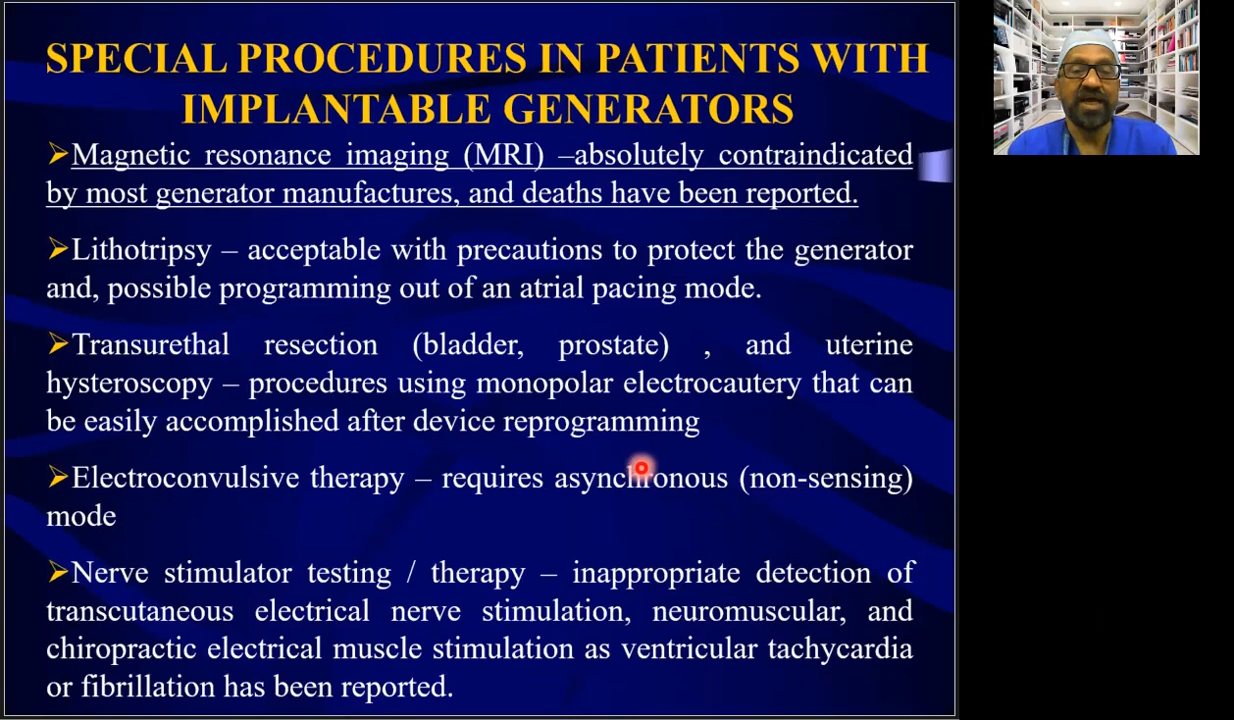 SPECIAL PROCEDURES IN PATIENTS WITH
IMPLANTABLE GENERATORS
➢Magnetic resonance imaging (MRI) –absolutely contraindicated
by most generator manufactures, and deaths have been reported.
➢Lithotripsy – acceptable with precautions to protect the generator
and, possible programming out of an atrial pacing mode.
➢Transurethal resection (bladder, prostate) , and uterine
hysteroscopy – procedures using monopolar electrocautery that can
be easily accomplished after device reprogramming
➢Electroconvulsive therapy – requires asynchronous (non-sensing)
mode
➢Nerve stimulator testing / therapy – inappropriate detection of
transcutaneous electrical nerve stimulation, neuromuscular, and
chiropractic electrical muscle stimulation as ventricular tachycardia
or fibrillation has been reported.